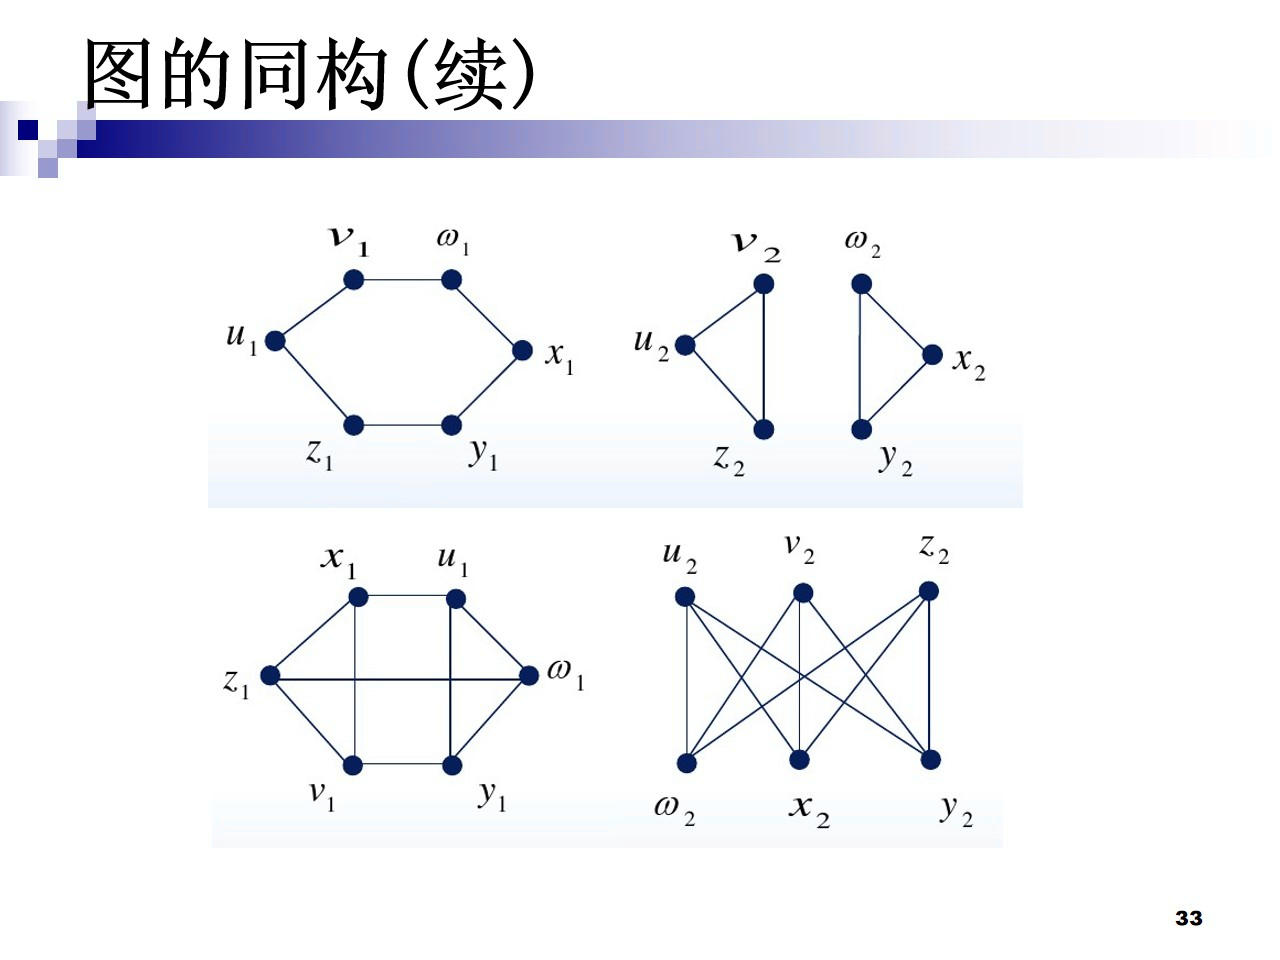 图的同构(续)
v₁ ω₁ v₂ ω₂
u₁ x₁ u₂ x₂
z₁ y₁ z₂ y₂
x₁ u₁ u₂ v₂ z₂
z₁ ω₁
v₁ y₁ ω₂ x₂ y₂
33